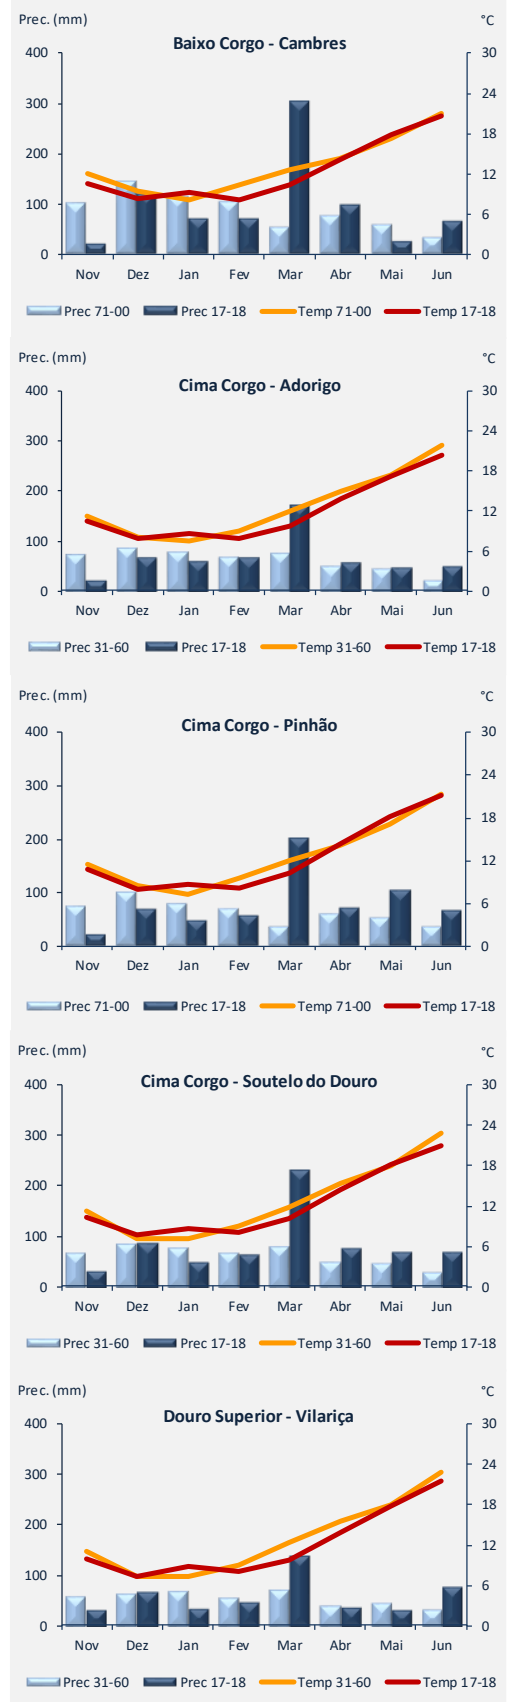 Prec. (mm)
°C
Baixo Corgo - Cambres
400
300
200
100
0
30
24
18
12
6
0
Nov Dez Jan Fev Mar Abr Mai Jun
Prec 71-00 Prec 17-18 Temp 71-00 Temp 17-18
Prec. (mm)
°C
Cima Corgo - Adorigo
400
300
200
100
0
30
24
18
12
6
0
Nov Dez Jan Fev Mar Abr Mai Jun
Prec 31-60 Prec 17-18 Temp 31-60 Temp 17-18
Prec. (mm)
°C
Cima Corgo - Pinhão
400
300
200
100
0
30
24
18
12
6
0
Nov Dez Jan Fev Mar Abr Mai Jun
Prec 71-00 Prec 17-18 Temp 71-00 Temp 17-18
Prec. (mm)
°C
Cima Corgo - Soutelo do Douro
400
300
200
100
0
30
24
18
12
6
0
Nov Dez Jan Fev Mar Abr Mai Jun
Prec 31-60 Prec 17-18 Temp 31-60 Temp 17-18
Prec. (mm)
°C
Douro Superior - Vilariça
400
300
200
100
0
30
24
18
12
6
0
Nov Dez Jan Fev Mar Abr Mai Jun
Prec 31-60 Prec 17-18 Temp 31-60 Temp 17-18